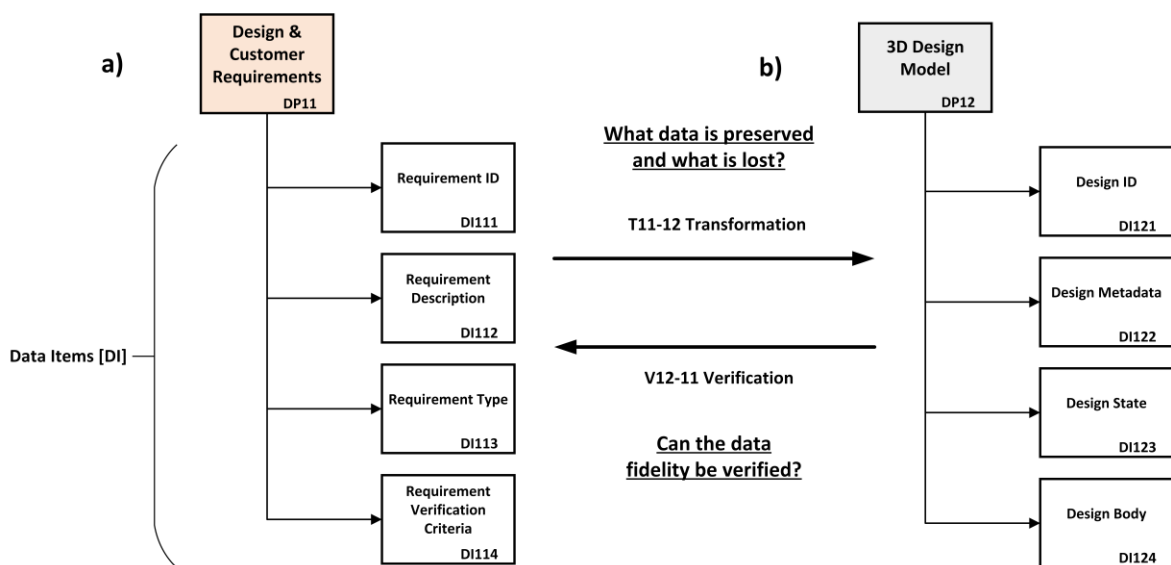 a)
Design &
Customer
Requirements
DP11
Requirement ID
DI111
Requirement
Description
DI112
Requirement Type
DI113
Requirement
Verification
Criteria
DI114
Data Items [DI]
What data is preserved
and what is lost?
T11-12 Transformation
V12-11 Verification
Can the data
fidelity be verified?
b)
3D Design
Model
DP12
Design ID
DI121
Design Metadata
DI122
Design State
DI123
Design Body
DI124